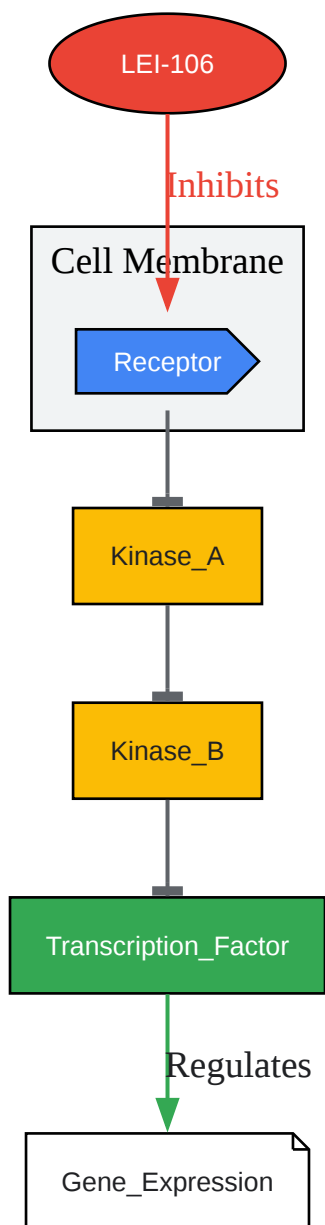 LEI-106
Inhibits
Cell Membrane
Receptor
Kinase_A
Kinase_B
Transcription_Factor
Regulates
Gene_Expression